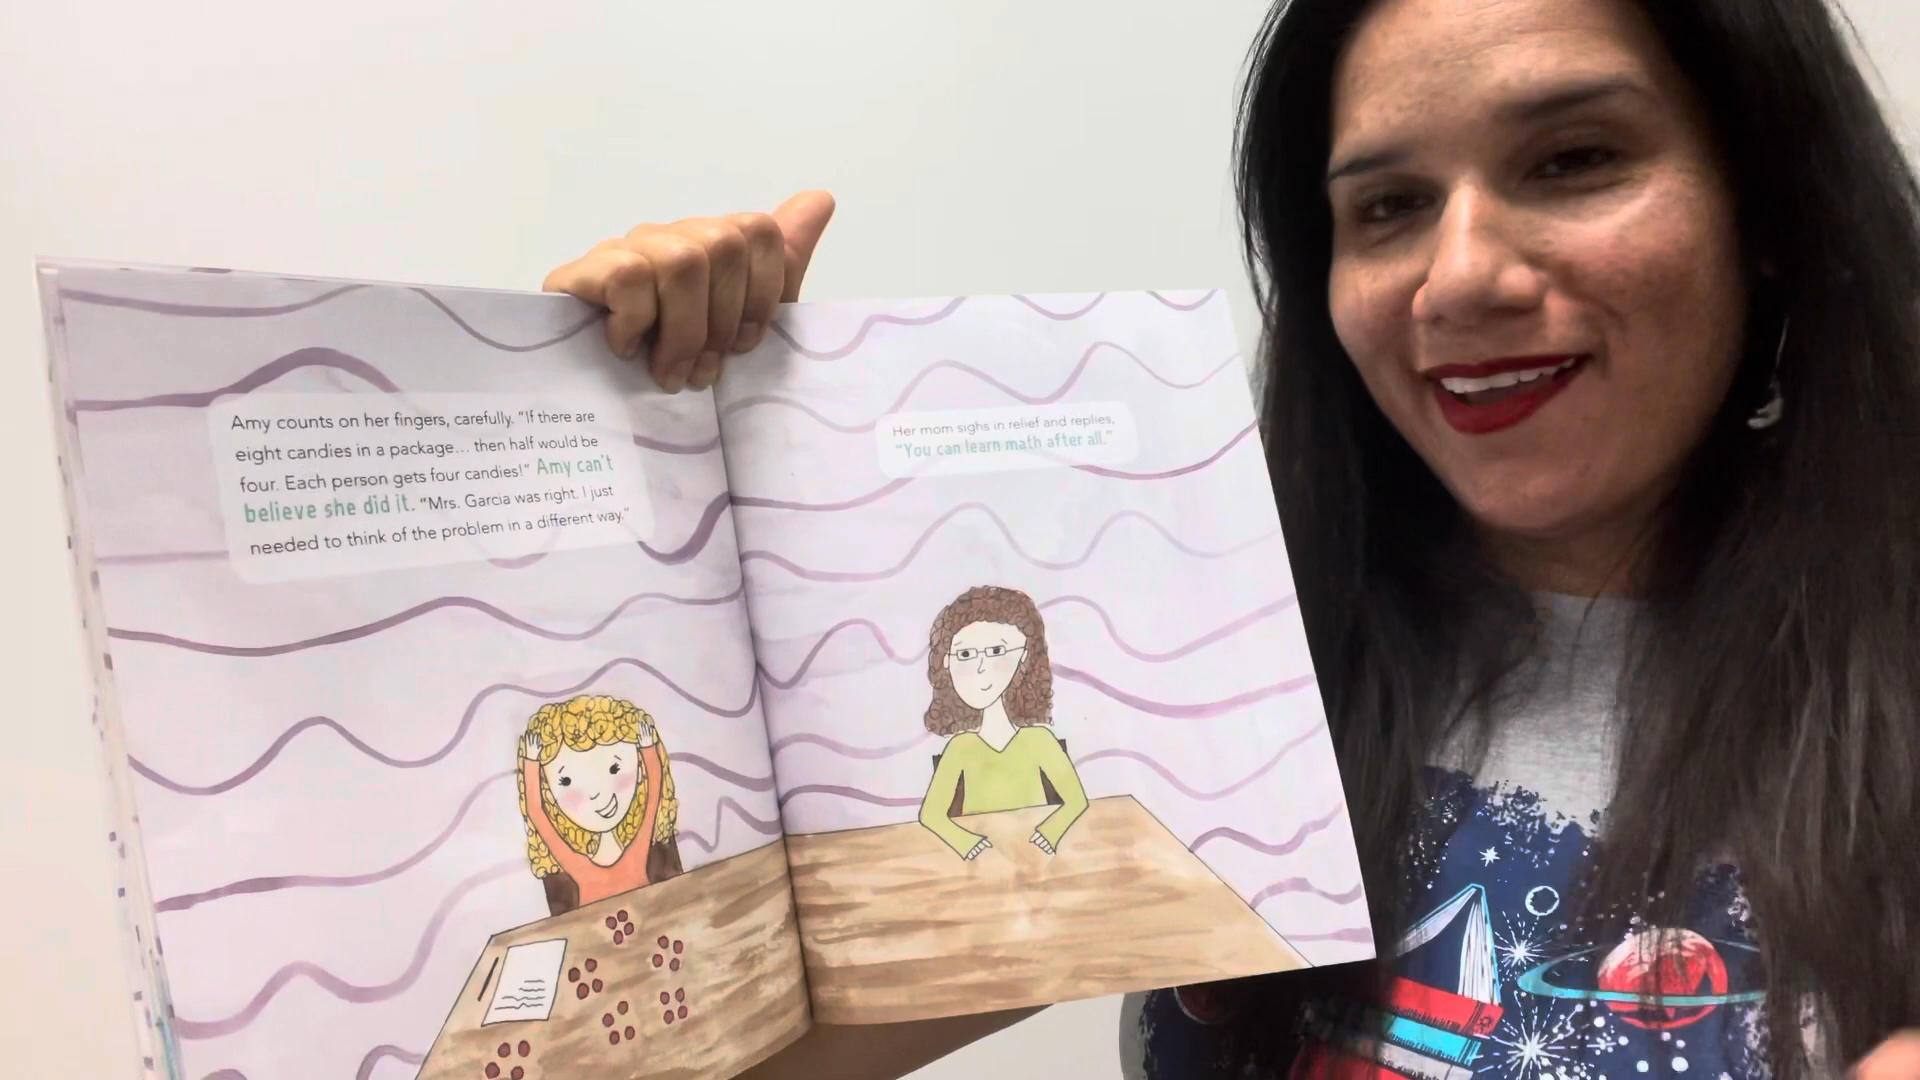 Amy counts on her fingers, carefully. "If there are
eight candies in a package... then half would be
four. Each person gets four candies!" Amy can't
believe she did it. "Mrs. Garcia was right. I just
needed to think of the problem in a different way."
Her mom sighs in relief and replies,
"You can learn math after all."